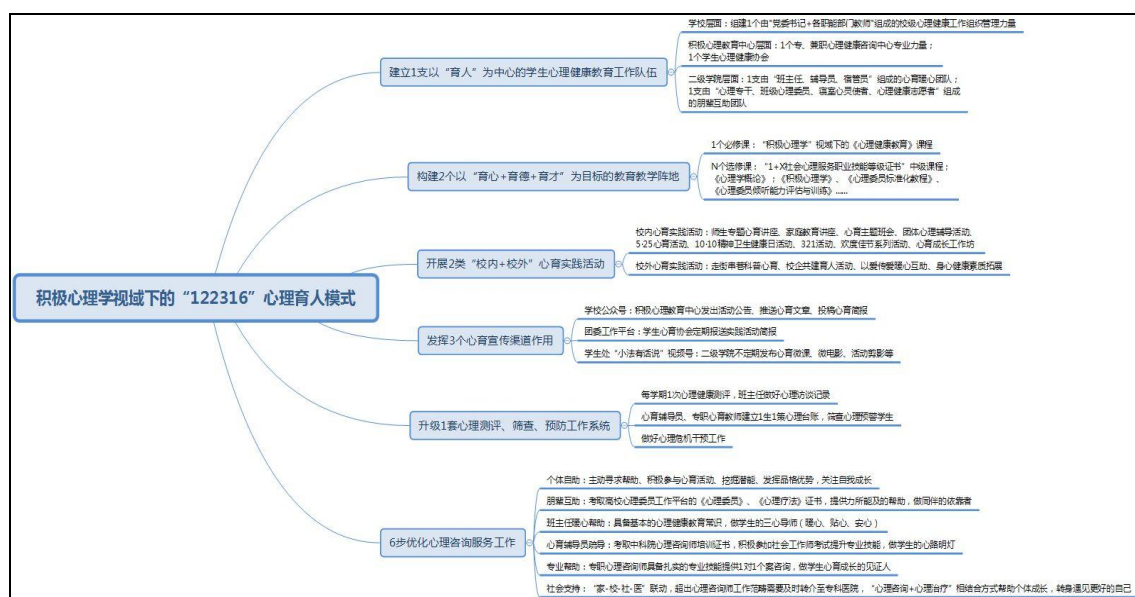 学校层面：组建1个由“党委书记+各职能部门教师”组成的校级心理健康工作组织管理力量
积极心理教育中心层面：1个专、兼职心理健康咨询中心专业力量；
1个学生心理健康协会
建立1支以“育人”为中心的学生心理健康教育工作队伍
二级学院层面：1支由“班主任、辅导员、宿管员”组成的心育暖心团队；
1支由“心理专干、班级心理委员、寝室心灵使者、心理健康志愿者”组成
的朋辈互助团队
1个必修课：“积极心理学”视域下的《心理健康教育》课程
构建2个以“育心+育德+育才”为目标的教育教学阵地
N个选修课：“1+X社会心理服务职业技能等级证书”中级课程；
《心理学概论》；《积极心理学》、《心理委员标准化教程》、
《心理委员倾听能力评估与训练》......
校内心育实践活动：师生专题心育讲座、家庭教育讲座、心育主题班会、团体心理辅导活动、
5·25心育活动、10·10精神卫生健康日活动、321活动、欢度佳节系列活动、心育成长工作坊
开展2类“校内+校外”心育实践活动
校外心育实践活动：走街串巷科普心育、校企共建育人活动、以爱传爱暖心互助、身心健康素质拓展
积极心理学视域下的“122316”心理育人模式
学校公众号：积极心理教育中心发出活动公告、推送心育文章、投稿心育简报
发挥3个心育宣传渠道作用
团委工作平台：学生心育协会定期报送实践活动简报
学生处“小法有话说”视频号：二级学院不定期发布心育微课、微电影、活动剪影等
每学期1次心理健康测评，班主任做好心理访谈记录
升级1套心理测评、筛查、预防工作系统
心育辅导员、专职心育教师建立1生1策心理台账，筛查心理预警学生
做好心理危机干预工作
个体自助：主动寻求帮助、积极参与心育活动、挖掘潜能、发挥品格优势，关注自我成长
朋辈互助：考取高校心理委员工作平台的《心理委员》、《心理疗法》证书，提供力所能及的帮助，做同伴的依靠者
班主任暖心帮助：具备基本的心理健康教育常识，做学生的三心导师（暖心、贴心、安心）
6步优化心理咨询服务工作
心育辅导员疏导：考取中科院心理咨询师培训证书，积极参加社会工作师考试提升专业技能，做学生的心路明灯
专业帮助：专职心理咨询师具备扎实的专业技能提供1对1个案咨询，做学生心育成长的见证人
社会支持：“家-校-社-医”联动，超出心理咨询师工作范畴需要及时转介至专科医院，“心理咨询+心理治疗”相结合方式帮助个体成长，转身遇见更好的自己